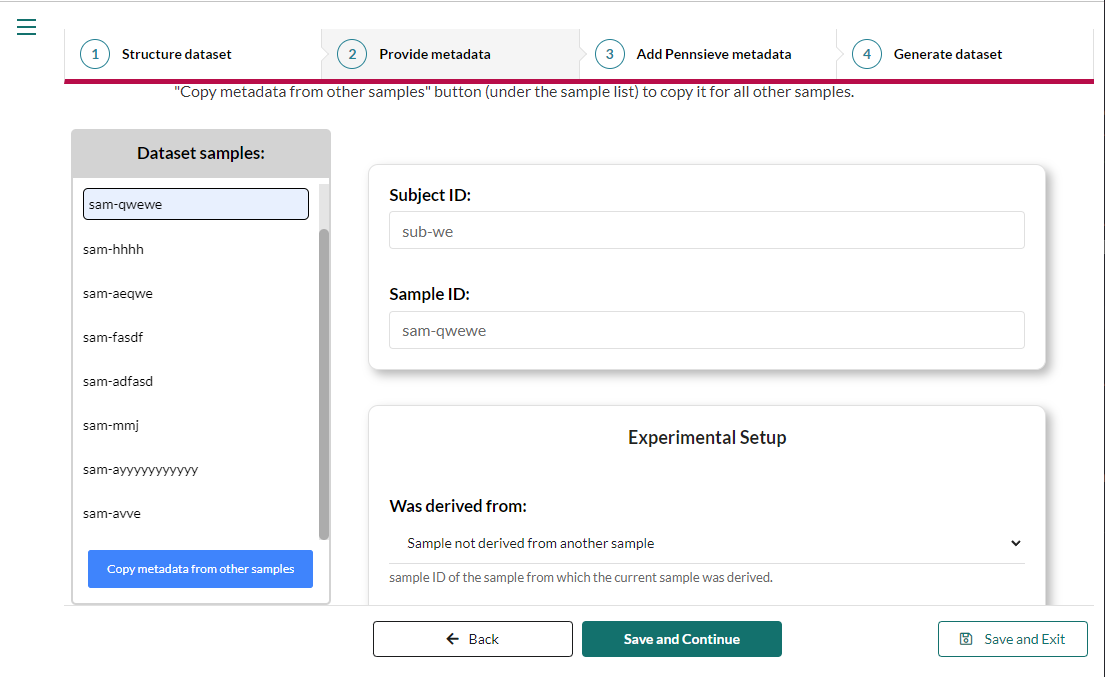 1 Structure dataset
2 Provide metadata
3 Add Pennsieve metadata
4 Generate dataset
"Copy metadata from other samples" button (under the sample list) to copy it for all other samples.
Dataset samples:
sam-qwewe
sam-hhhh
sam-aeqwe
sam-fasdf
sam-adfasd
sam-mmj
sam-ayyyyyyyyyyy
sam-avve
Copy metadata from other samples
Subject ID:
sub-we
Sample ID:
sam-qwewe
Experimental Setup
Was derived from:
Sample not derived from another sample
sample ID of the sample from which the current sample was derived.
Back
Save and Continue
Save and Exit